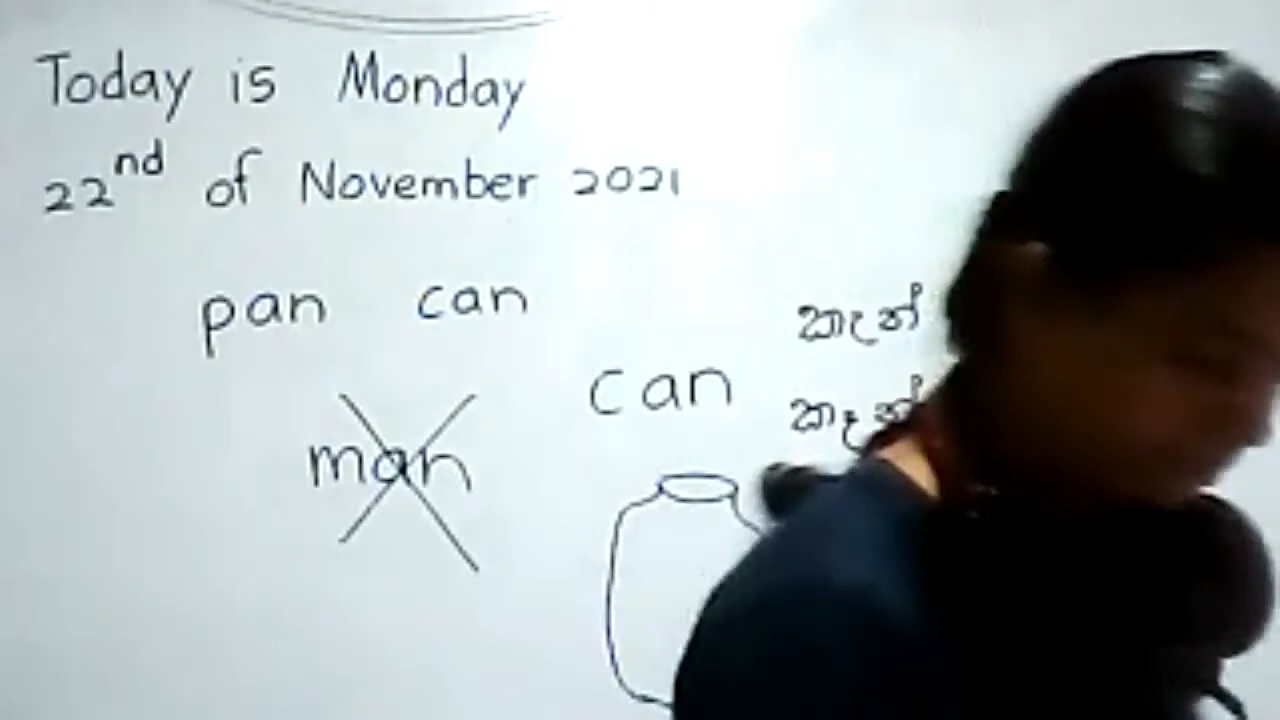 Today is Monday
22nd of November 2021
pan can
can
man
කැන්
කෑන්